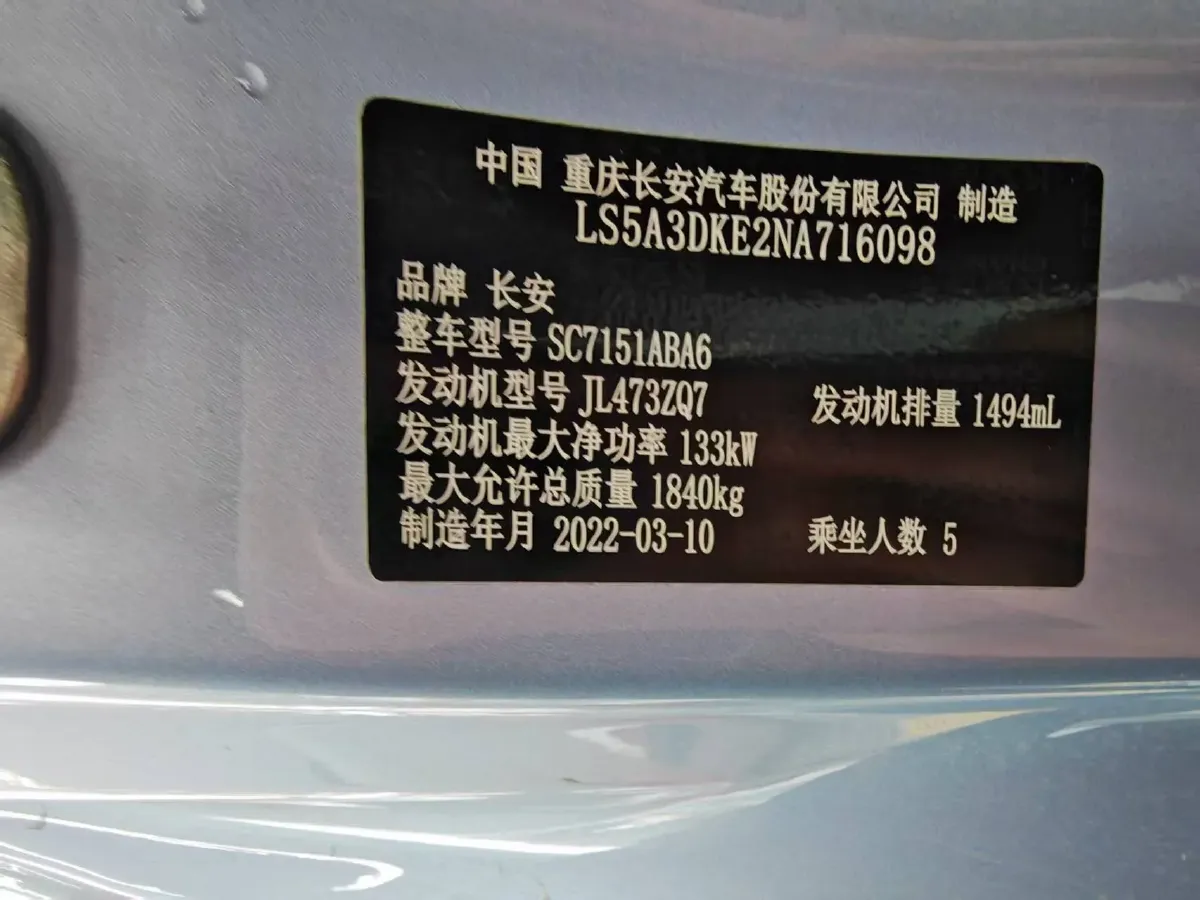 中国 重庆长安汽车股份有限公司 制造
LS5A3DKE2NA716098
品牌 长安
整车型号 SC7151ABA6
发动机型号 JL473ZQ7 发动机排量 1494mL
发动机最大净功率 133kW
最大允许总质量 1840kg
制造年月 2022-03-10 乘坐人数 5